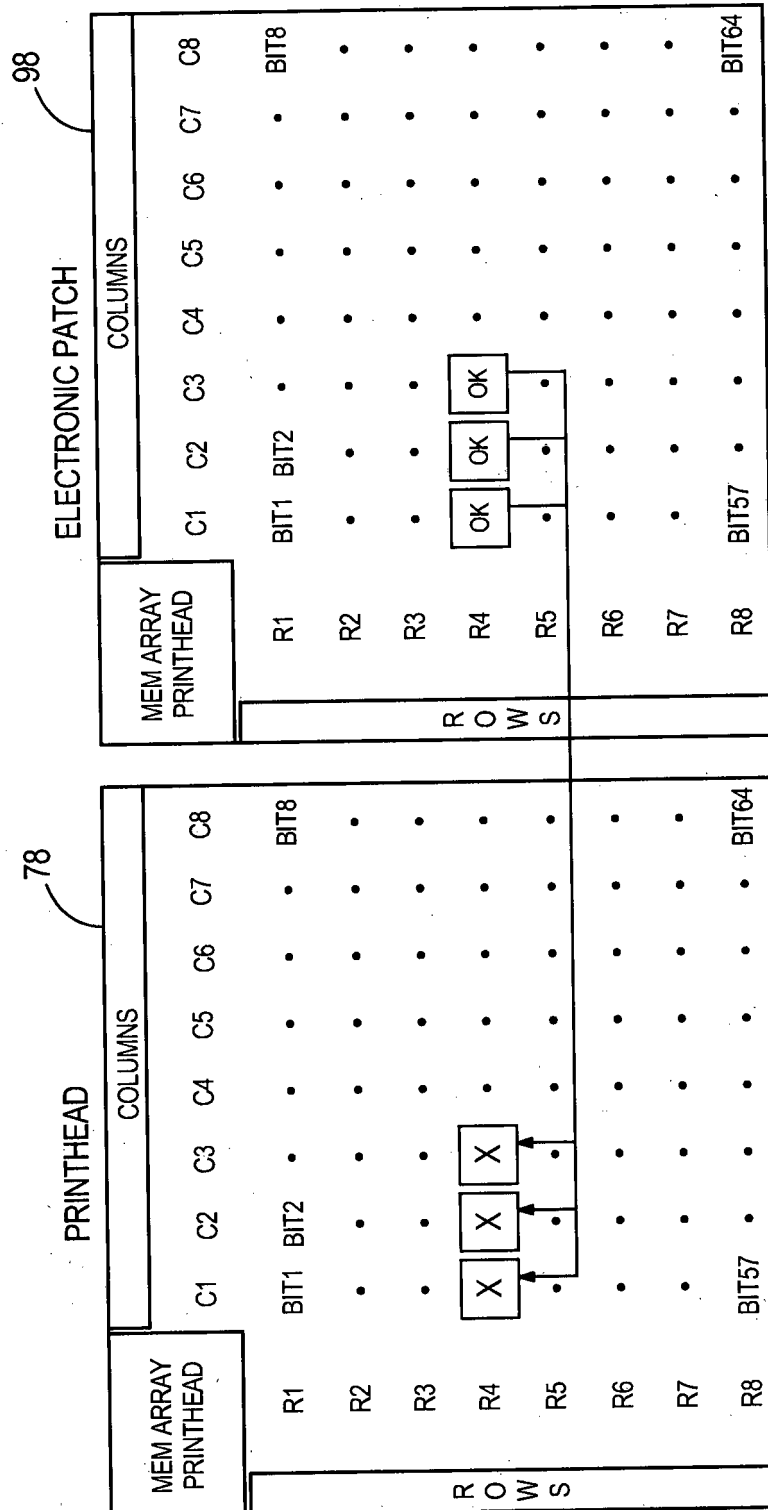 PRINTHEAD
78
MEM ARRAY
PRINTHEAD
COLUMNS
C1 C2 C3 C4 C5 C6 C7 C8
R1 BIT1 BIT2 BIT8
R2
R3
R4 X X X
R5
R6
R7
R8 BIT57 BIT64
ROWS
ELECTRONIC PATCH
98
MEM ARRAY
PRINTHEAD
COLUMNS
C1 C2 C3 C4 C5 C6 C7 C8
R1 BIT1 BIT2 BIT8
R2
R3
R4 OK OK OK
R5
R6
R7
R8 BIT57 BIT64
ROWS